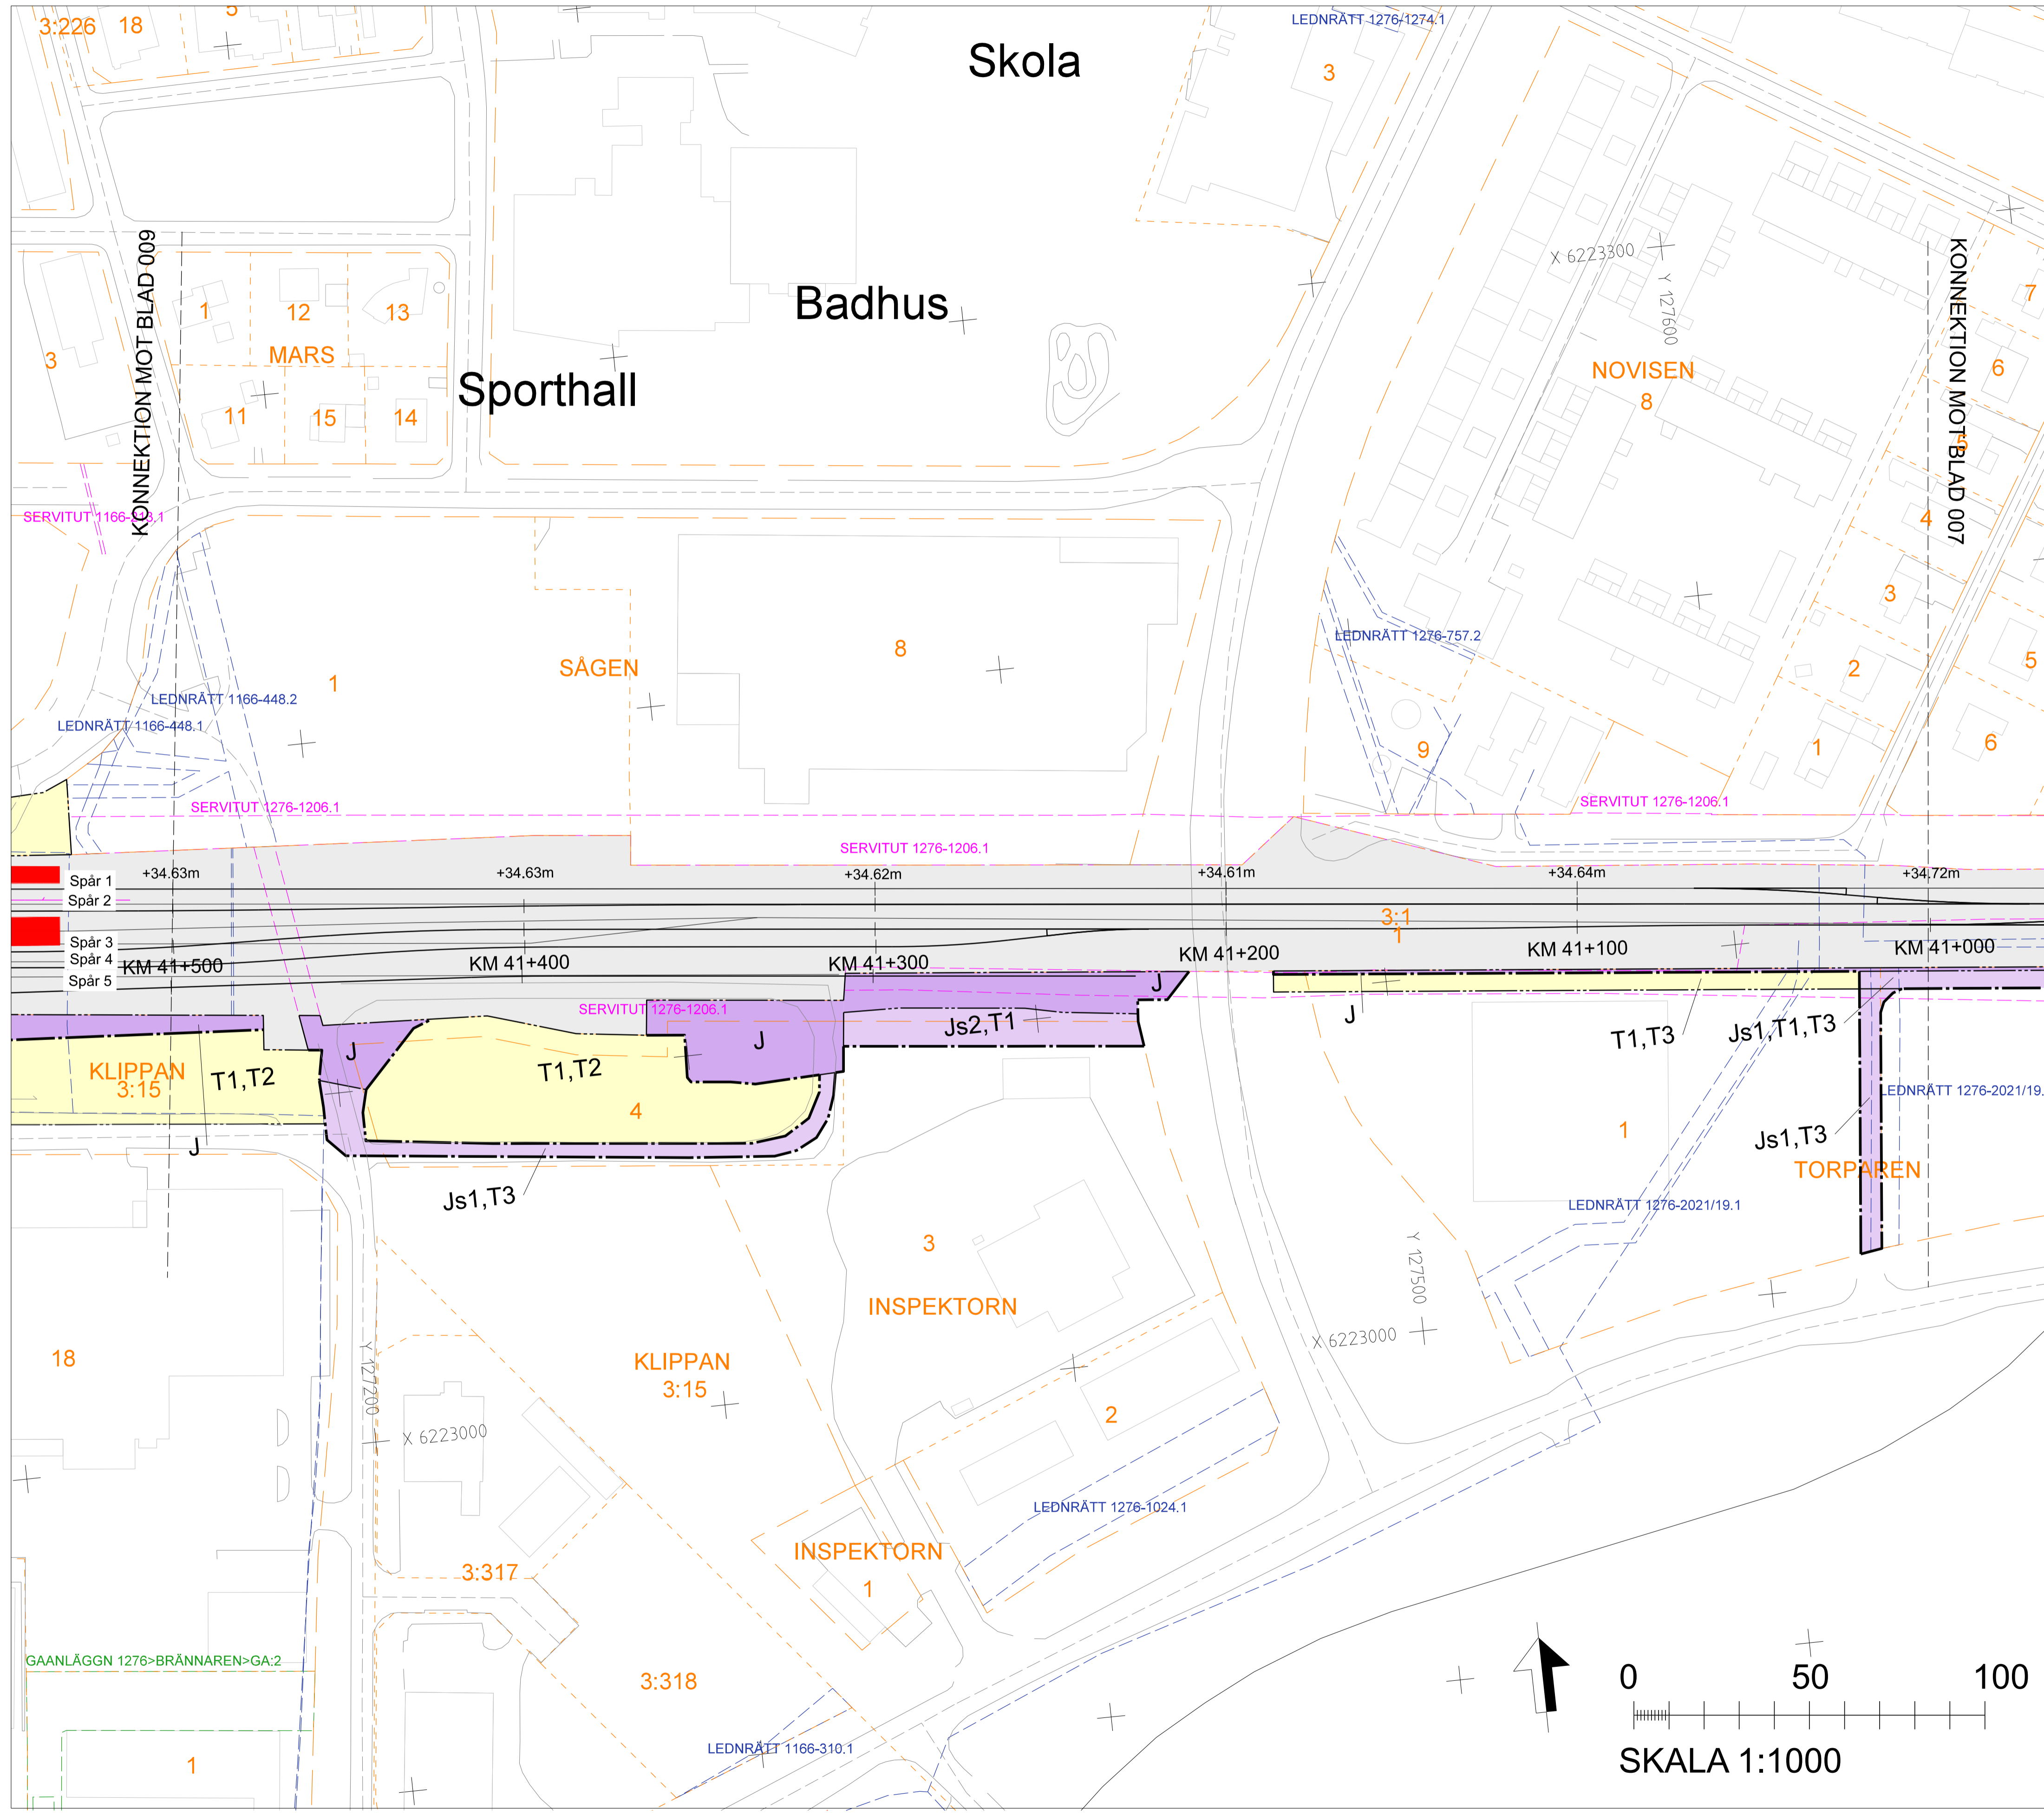 3:226
18
5
Skola
LEDNRÄTT 1276/1274.1
3
KONNEKTION MOT BLAD 009
1
12
13
MARS
11
15
14
3
Badhus
Sporthall
X 6223300
Y 127600
NOVISEN
8
KONNEKTION MOT BLAD 007
7
6
5
4
3
2
1
5
6
SERVITUT 1166-213.1
SÅGEN
1
8
LEDNRÄTT 1276-757.2
9
LEDNRÄTT 1166-448.2
LEDNRÄTT 1166-448.1
SERVITUT 1276-1206.1
SERVITUT 1276-1206.1
SERVITUT 1276-1206.1
+34.63m
+34.63m
+34.62m
+34.61m
+34.64m
+34.72m
Spår 1
Spår 2
Spår 3
Spår 4
Spår 5
3:1
1
KM 41+500
KM 41+400
KM 41+300
KM 41+200
KM 41+100
KM 41+000
SERVITUT 1276-1206.1
J
J
J
J
J
Js2,T1
T1,T3
Js1,T1,T3
KLIPPAN
3:15
T1,T2
T1,T2
4
LEDNRÄTT 1276-2021/19.
1
Js1,T3
TORPAREN
Js1,T3
LEDNRÄTT 1276-2021/19.1
3
INSPEKTORN
Y 127500
X 6223000
18
KLIPPAN
3:15
Y 127200
X 6223000
2
LEDNRÄTT 1276-1024.1
INSPEKTORN
1
3:317
3:318
GAANLÄGGN 1276>BRÄNNAREN>GA:2
1
LEDNRÄTT 1166-310.1
0 50 100
SKALA 1:1000